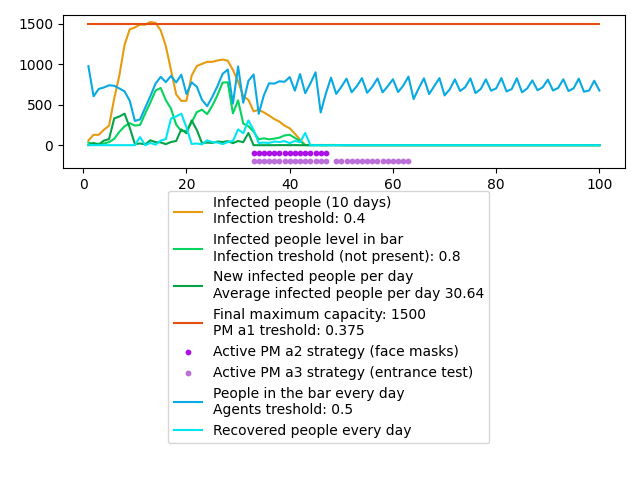 1500
1000
500
0
0 20 40 60 80 100
Infected people (10 days)
Infection treshold: 0.4
Infected people level in bar
Infection treshold (not present): 0.8
New infected people per day
Average infected people per day 30.64
Final maximum capacity: 1500
PM a1 treshold: 0.375
Active PM a2 strategy (face masks)
Active PM a3 strategy (entrance test)
People in the bar every day
Agents treshold: 0.5
Recovered people every day